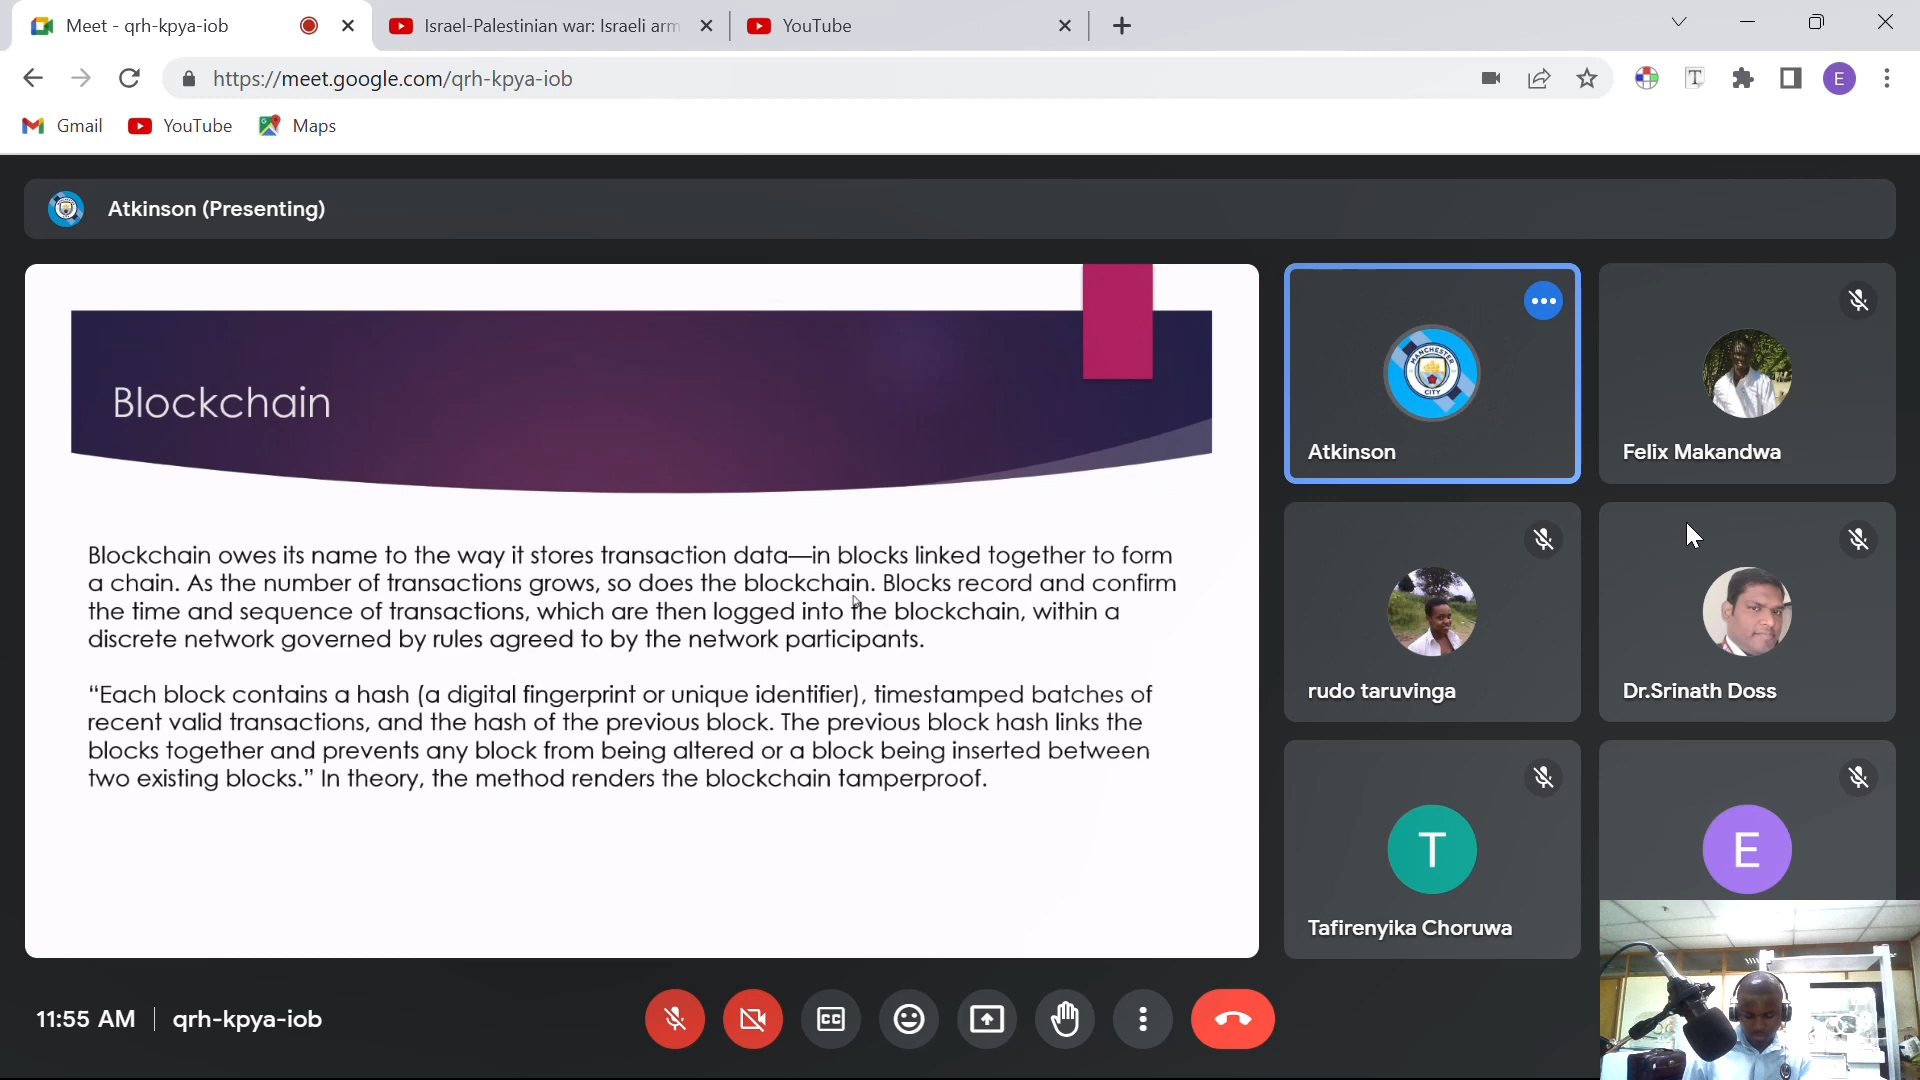 Meet - qrh-kpya-iob
Israel-Palestinian war: Israeli arm
YouTube
https://meet.google.com/qrh-kpya-iob
T
E
Gmail
YouTube
Maps
Atkinson (Presenting)
Blockchain
Blockchain owes its name to the way it stores transaction data—in blocks linked together to form
a chain. As the number of transactions grows, so does the blockchain. Blocks record and confirm
the time and sequence of transactions, which are then logged into the blockchain, within a
discrete network governed by rules agreed to by the network participants.
“Each block contains a hash (a digital fingerprint or unique identifier), timestamped batches of
recent valid transactions, and the hash of the previous block. The previous block hash links the
blocks together and prevents any block from being altered or a block being inserted between
two existing blocks.” In theory, the method renders the blockchain tamperproof.
MANCHESTER
CITY
Atkinson
Felix Makandwa
rudo taruvinga
Dr.Srinath Doss
T
Tafirenyika Choruwa
E
11:55 AM
qrh-kpya-iob
CC